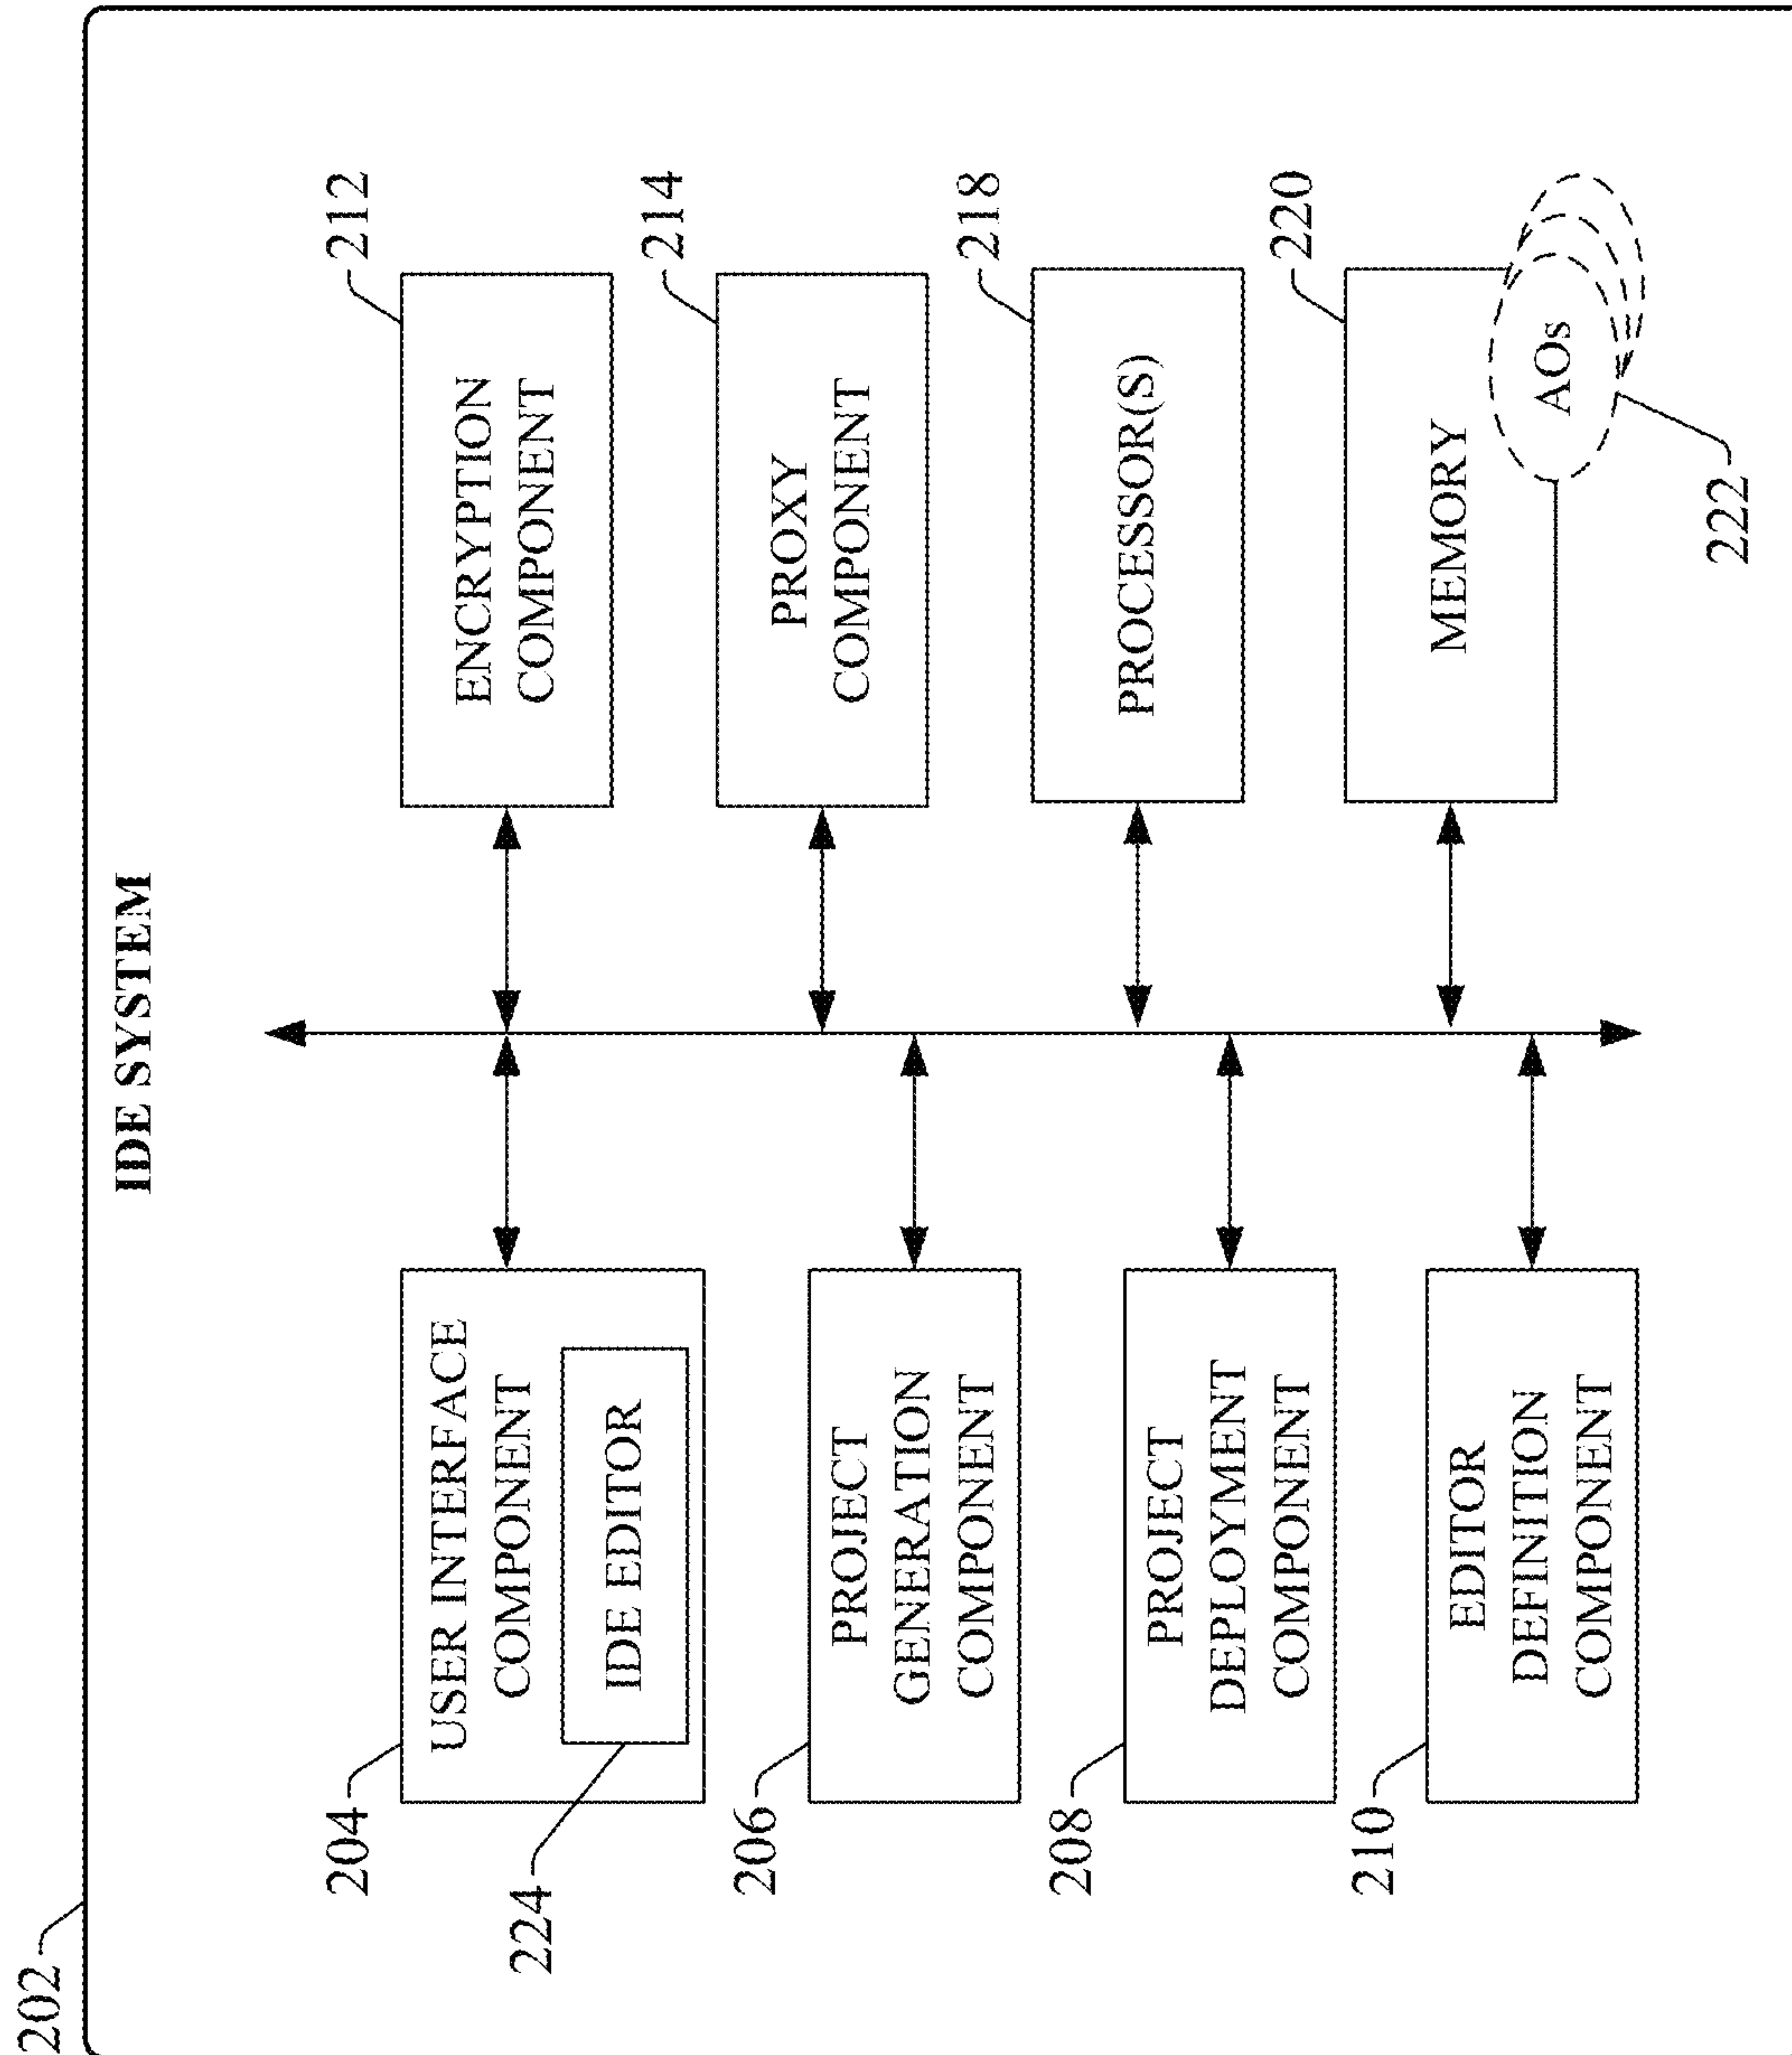 202
IDE SYSTEM
204
USER INTERFACE
COMPONENT
IDE EDITOR
224
206
PROJECT
GENERATION
COMPONENT
208
PROJECT
DEPLOYMENT
COMPONENT
210
EDITOR
DEFINITION
COMPONENT
212
ENCRYPTION
COMPONENT
214
PROXY
COMPONENT
218
PROCESSOR(S)
220
MEMORY
AOs
222